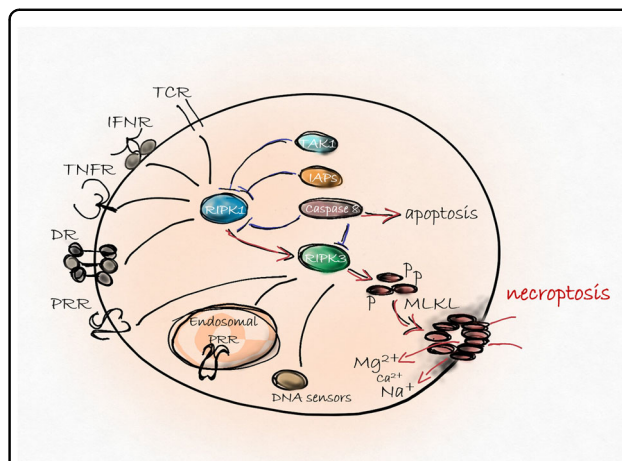 TCR
IFNR
TNFR
DR
PRR
TAK1
IAPs
RIPK1
Caspase 8
apoptosis
RIPK3
P
P
P
MLKL
necroptosis
Endosomal
PRR
DNA sensors
Mg2+
Ca2+
Na+